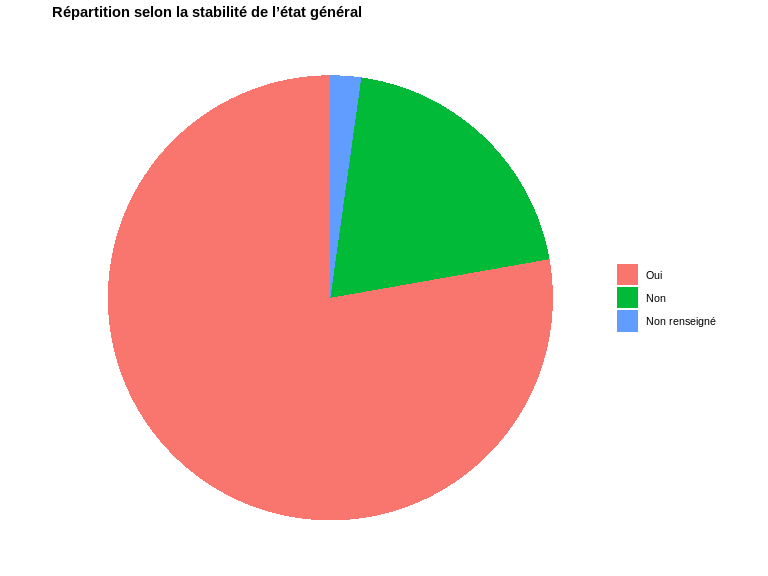 Répartition selon la stabilité de l’état général
Oui
Non
Non renseigné